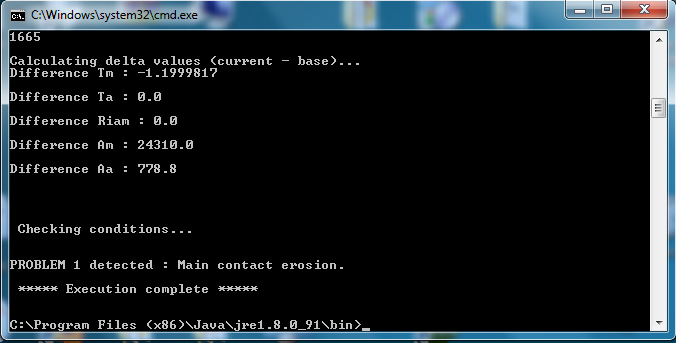 C:\Windows\system32\cmd.exe
1665
Calculating delta values (current - base)...
Difference Tm : -1.1999817
Difference Ta : 0.0
Difference Riam : 0.0
Difference Am : 24310.0
Difference Aa : 778.8
Checking conditions...
PROBLEM 1 detected : Main contact erosion.
***** Execution complete *****
C:\Program Files (x86)\Java\jre1.8.0_91\bin>_